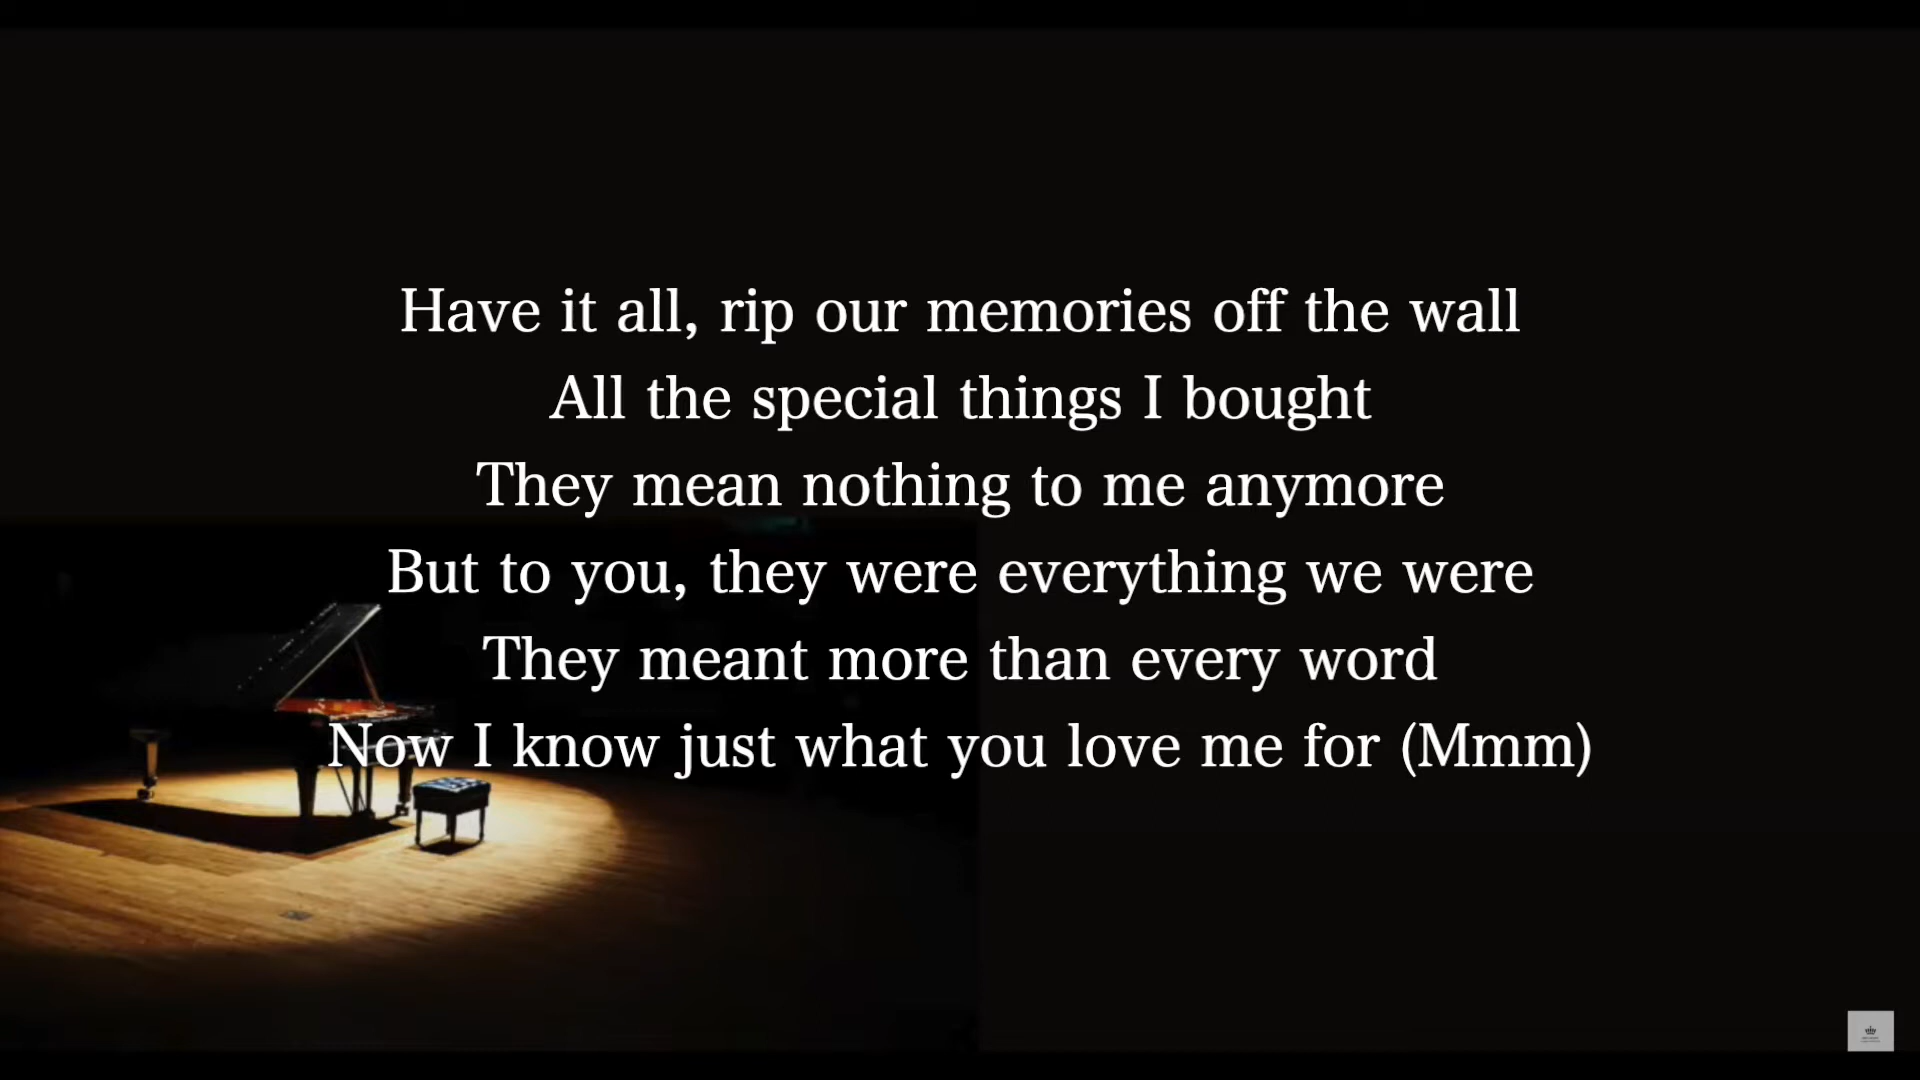 Have it all, rip our memories off the wall
All the special things I bought
They mean nothing to me anymore
But to you, they were everything we were
They meant more than every word
Now I know just what you love me for (Mmm)